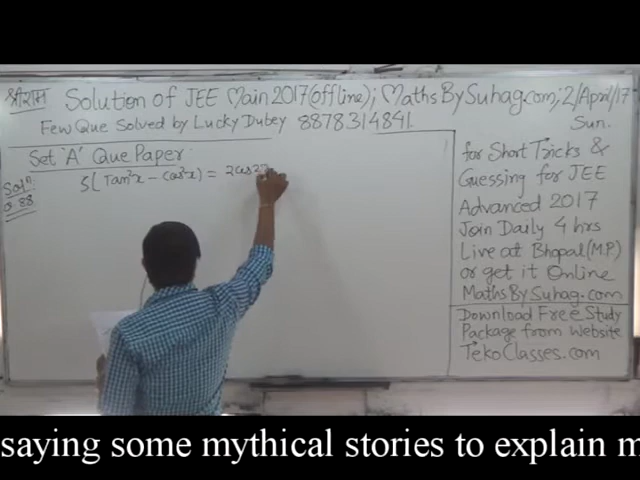 श्रीराम Solution of JEE Main 2017(offline); MathsBySuhag.com; 2/April/17
Sun.
Few Que Solved by Lucky Dubey 8878314841.
Set 'A' Que Paper
Solⁿ
Q.88
5(Tan²x - Cos²x) = 2cos2x
for Short Tricks &
Guessing for JEE
Advanced 2017
Join Daily 4 hrs
Live at Bhopal(M.P.)
or get it Online
MathsBySuhag.com
Download Free Study
Package from Website
TekoClasses.com
saying some mythical stories to explain m